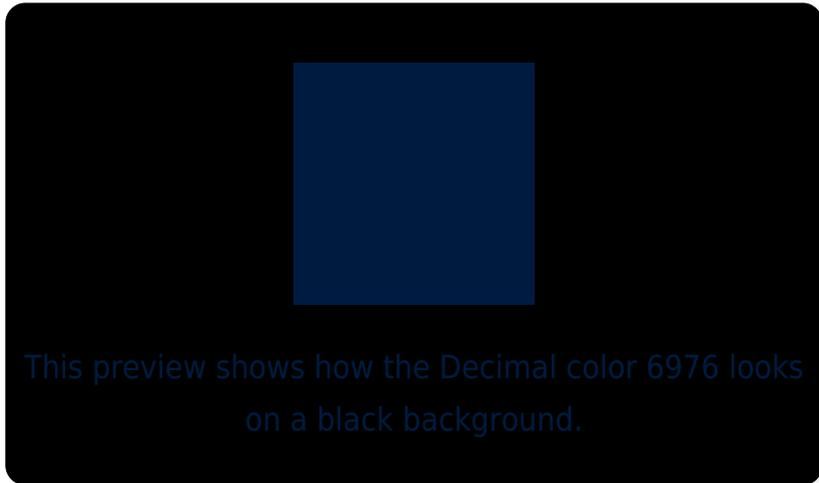 This preview shows how the Decimal color 6976 looks
on a black background.